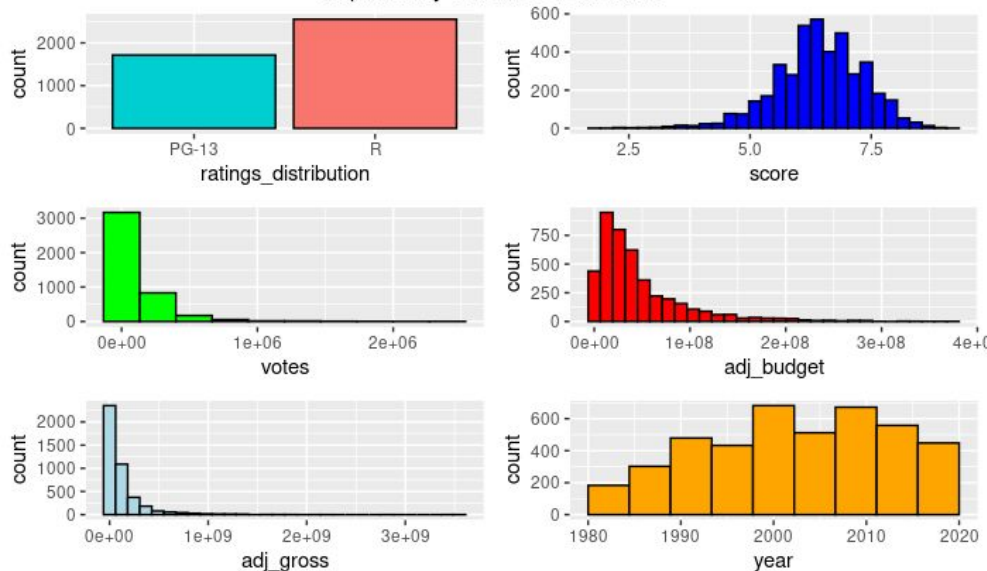 count
2000
1000
0
PG-13
R
ratings_distribution
count
600
400
200
0
2.5
5.0
7.5
score
count
3000
2000
1000
0
0e+00
1e+06
2e+06
votes
count
750
500
250
0
0e+00
1e+08
2e+08
3e+08
adj_budget
count
2000
1500
1000
500
0
0e+00
1e+09
2e+09
3e+09
adj_gross
count
600
400
200
0
1980
1990
2000
2010
2020
year